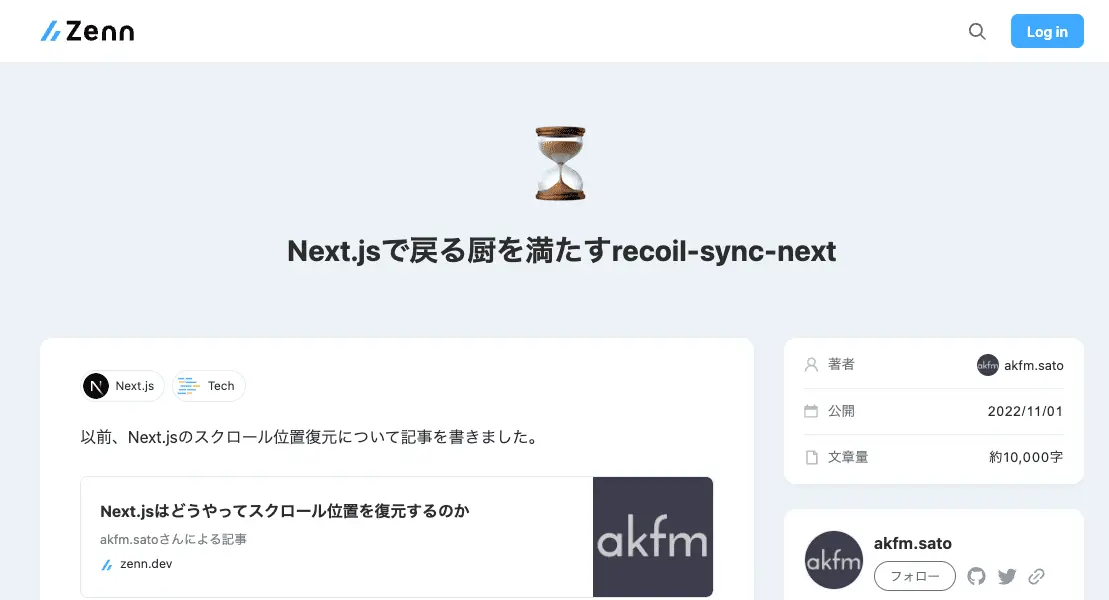 Zenn
Log in
Next.jsで戻る厨を満たすrecoil-sync-next
Next.js
Tech
以前、Next.jsのスクロール位置復元について記事を書きました。
Next.jsはどうやってスクロール位置を復元するのか
akfm.satoさんによる記事
zenn.dev
akfm
著者
akfm akfm.sato
公開
2022/11/01
文章量
約10,000字
akfm
akfm.sato
フォロー